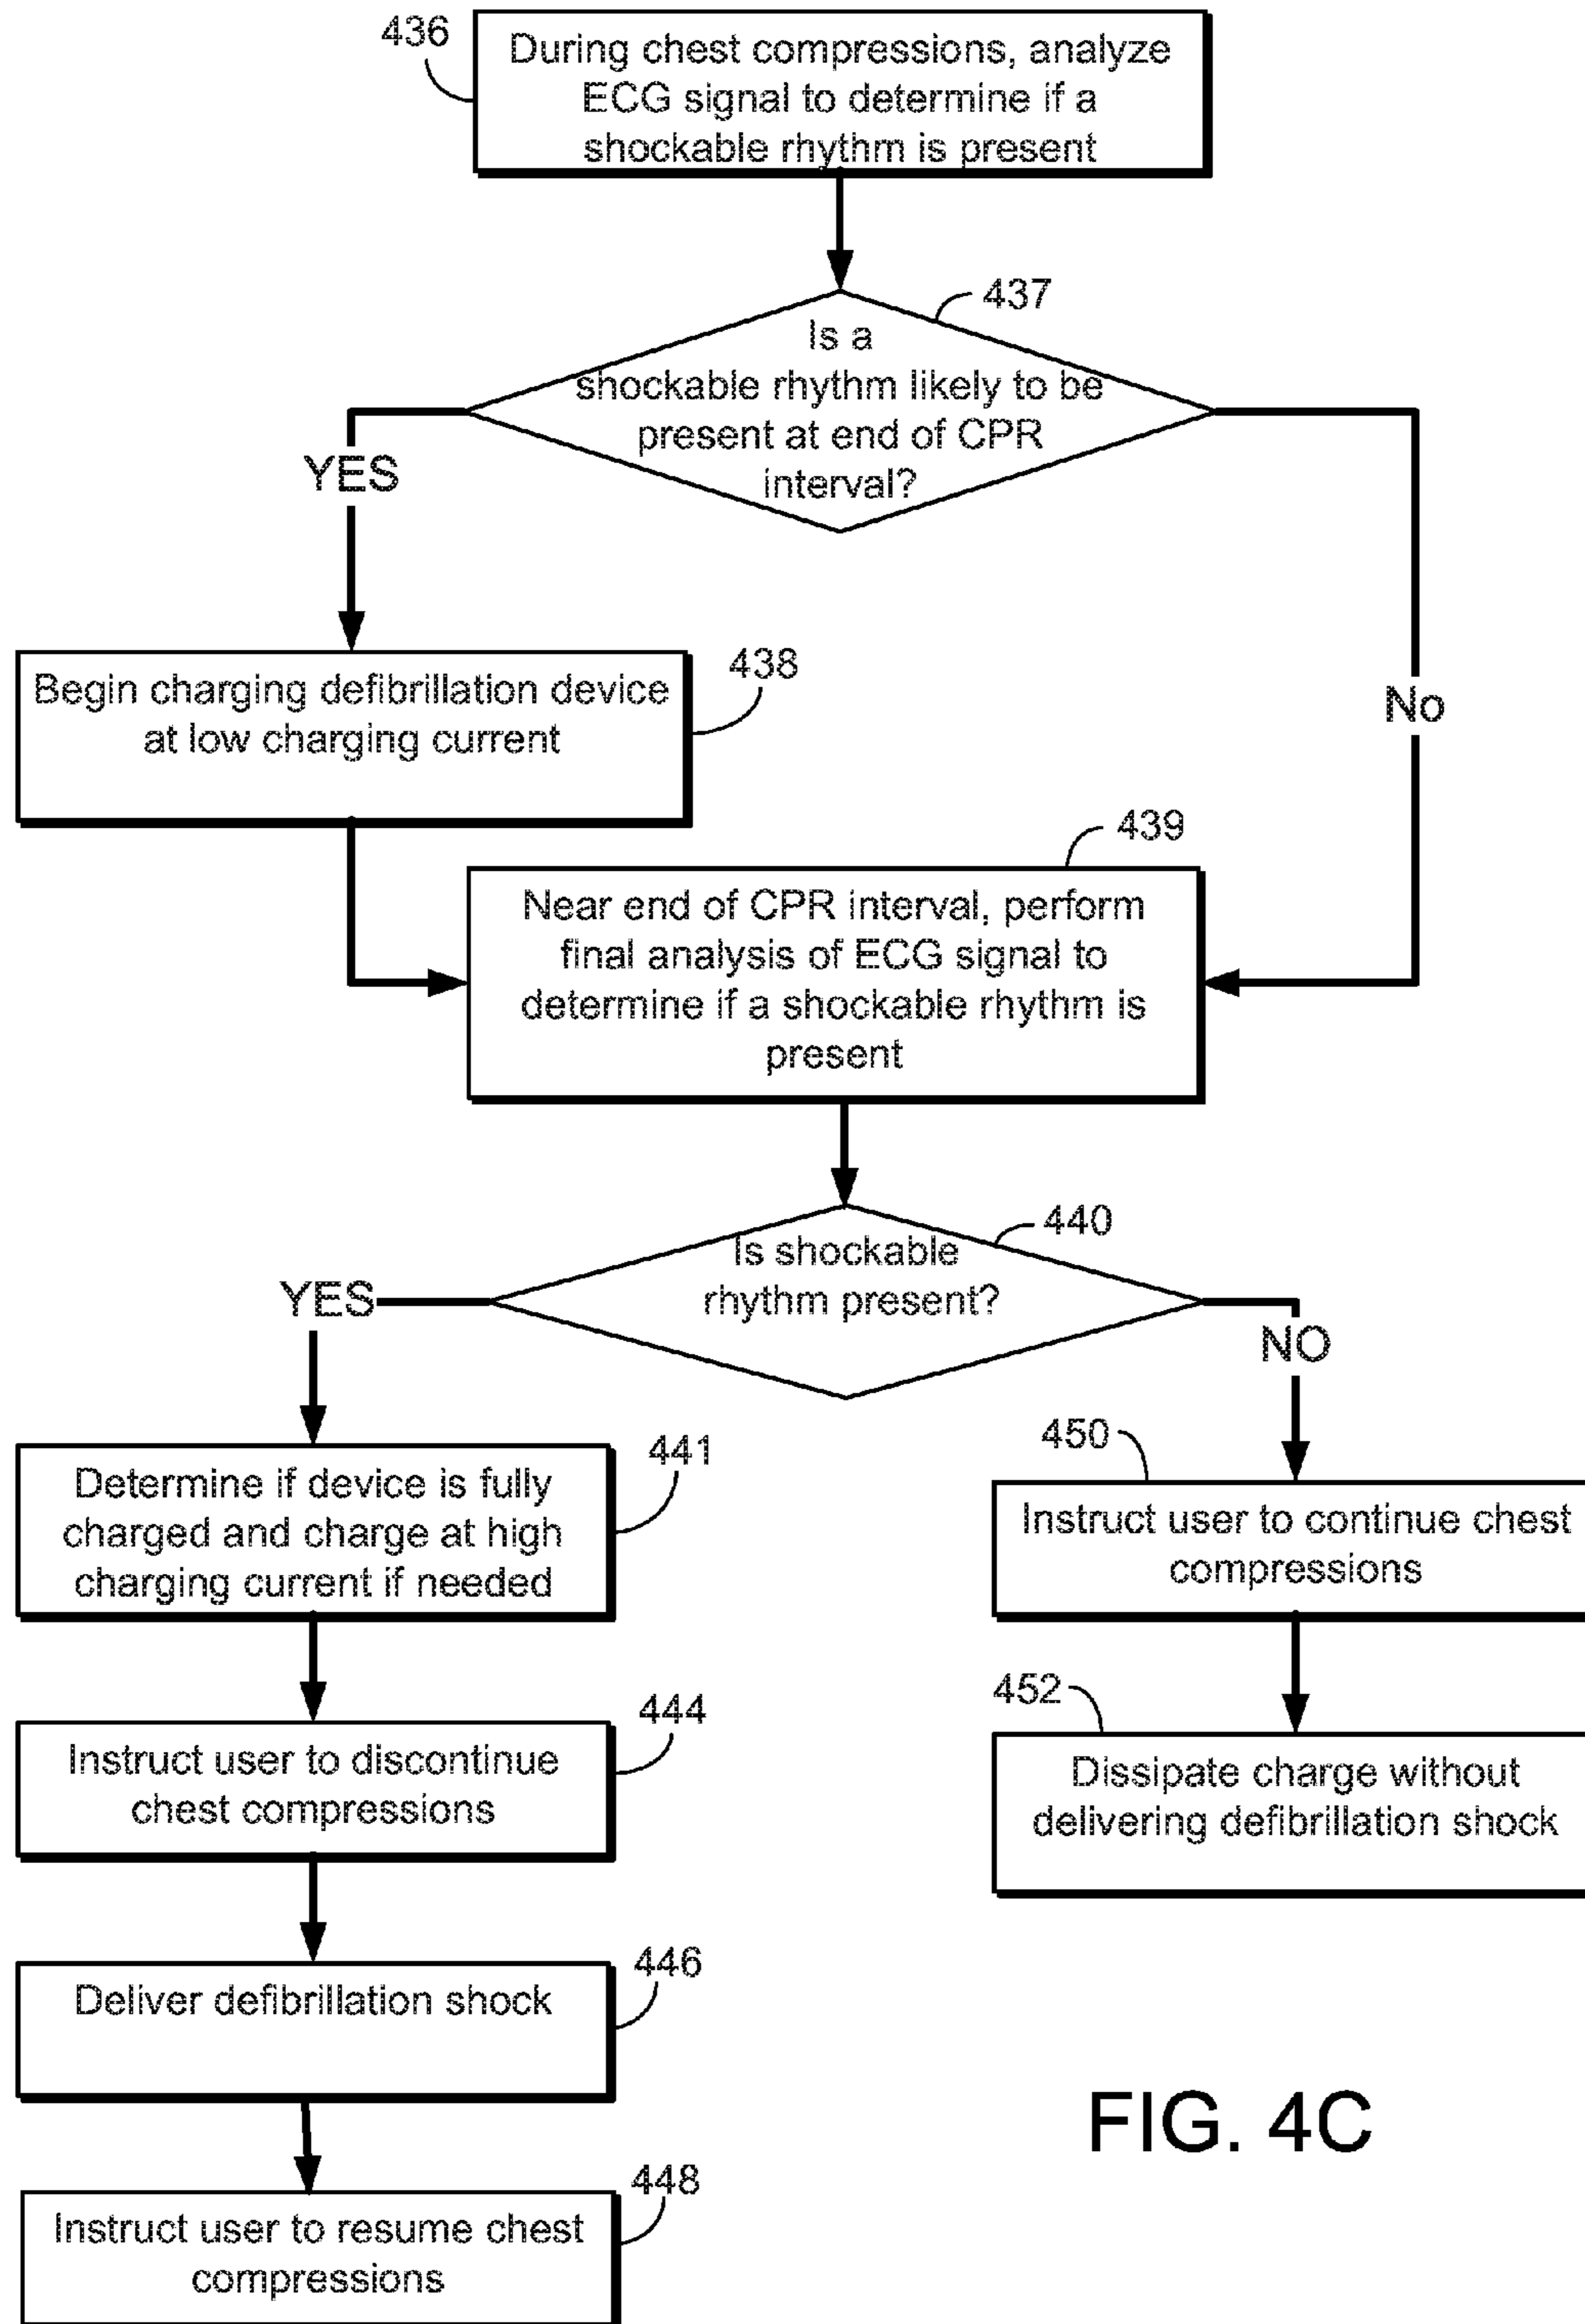 436
During chest compressions, analyze
ECG signal to determine if a
shockable rhythm is present
437
Is a
shockable rhythm likely to be
present at end of CPR
interval?
YES
No
438
Begin charging defibrillation device
at low charging current
439
Near end of CPR interval, perform
final analysis of ECG signal to
determine if a shockable rhythm is
present
440
Is shockable
rhythm present?
YES
NO
441
Determine if device is fully
charged and charge at high
charging current if needed
450
Instruct user to continue chest
compressions
444
Instruct user to discontinue
chest compressions
452
Dissipate charge without
delivering defibrillation shock
446
Deliver defibrillation shock
448
Instruct user to resume chest
compressions
FIG. 4C